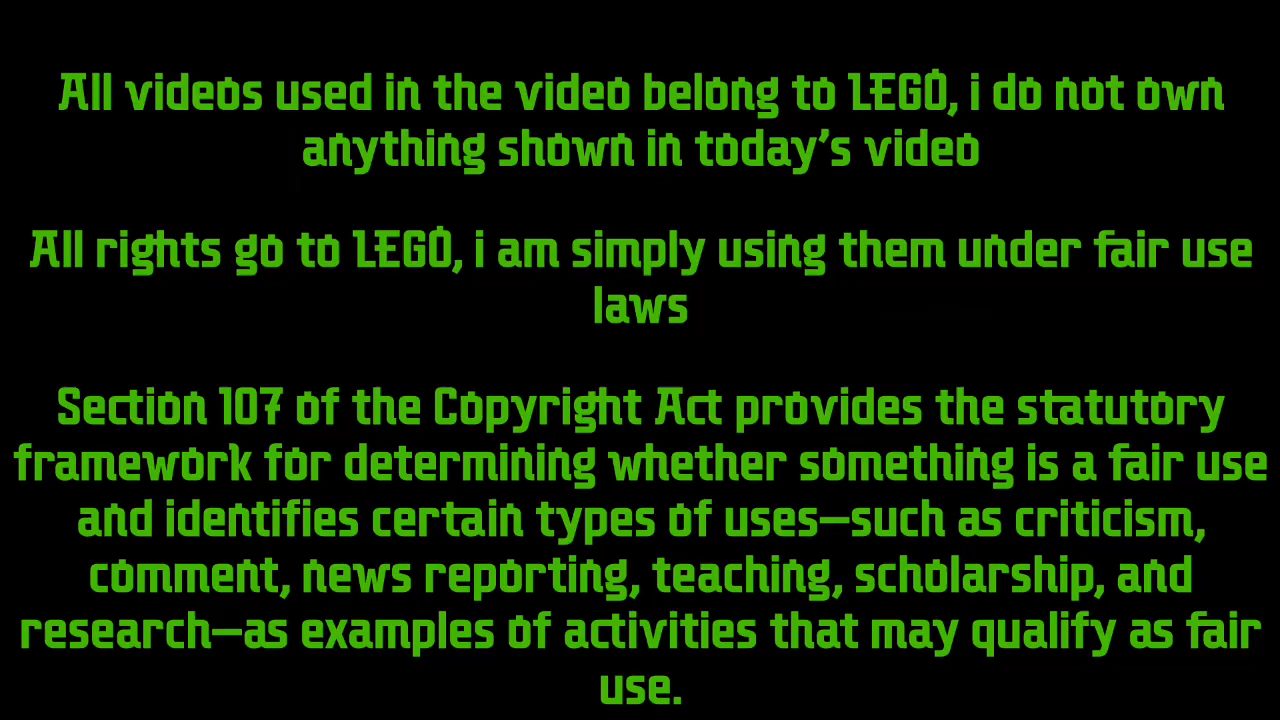 All videos used in the video belong to LEGO, i do not own
anything shown in today's video
All rights go to LEGO, i am simply using them under fair use
laws
Section 107 of the Copyright Act provides the statutory
framework for determining whether something is a fair use
and identifies certain types of uses—such as criticism,
comment, news reporting, teaching, scholarship, and
research—as examples of activities that may qualify as fair
use.